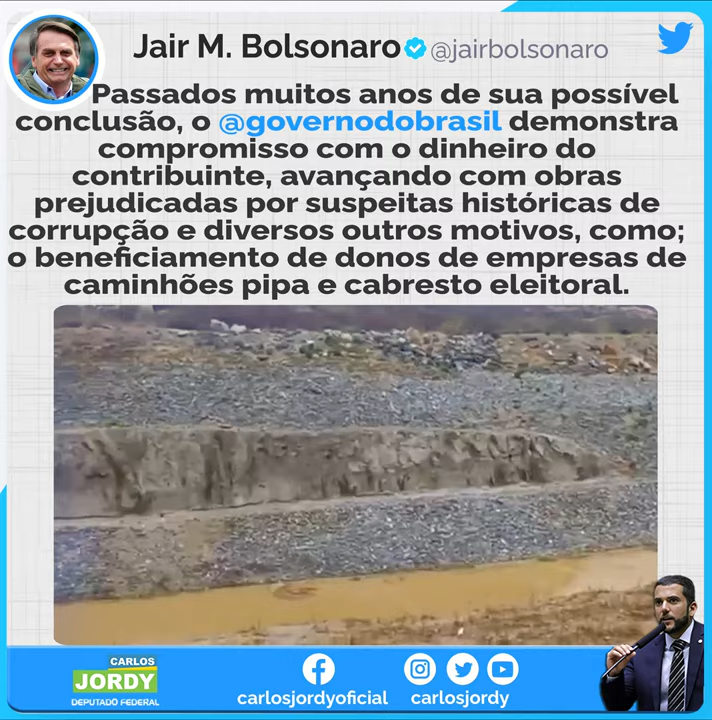 Jair M. Bolsonaro @jairbolsonaro
Passados muitos anos de sua possível
conclusão, o @governodobrasil demonstra
compromisso com o dinheiro do
contribuinte, avançando com obras
prejudicadas por suspeitas históricas de
corrupção e diversos outros motivos, como;
o beneficiamento de donos de empresas de
caminhões pipa e cabresto eleitoral.
CARLOS
JORDY
DEPUTADO FEDERAL
carlosjordyoficial
carlosjordy